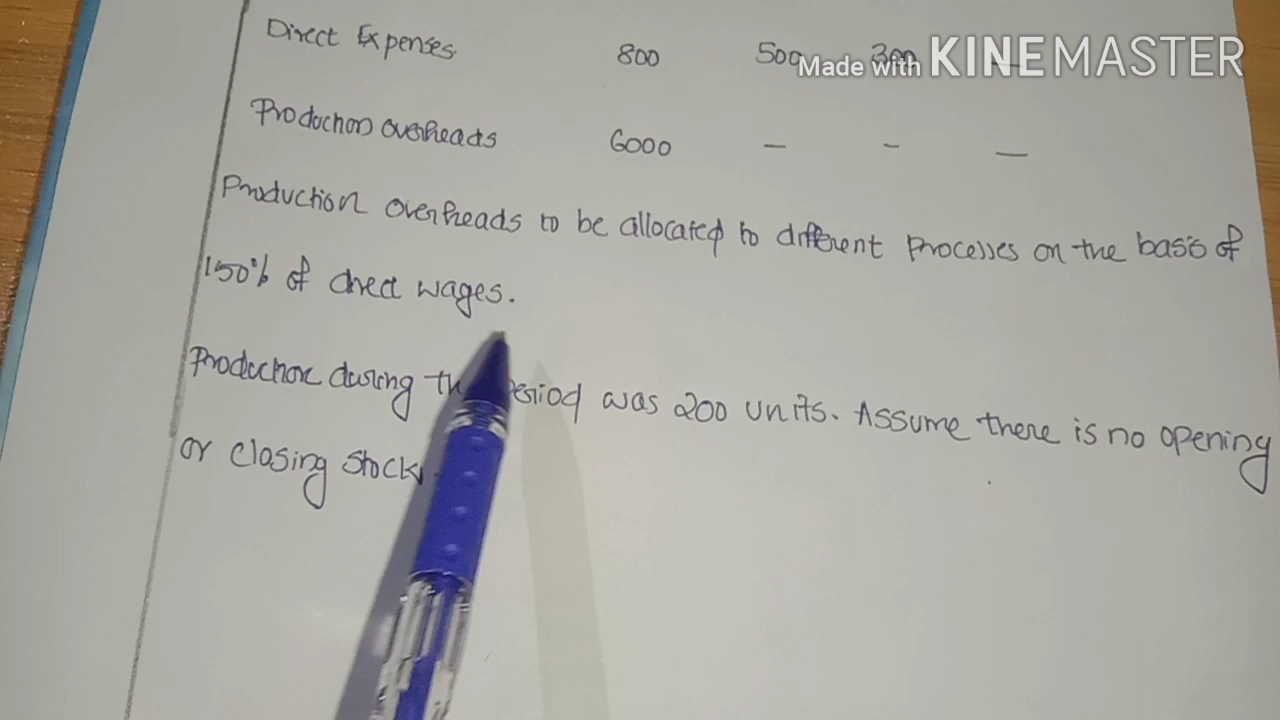 Direct Expenses 800 500 300 —
Made with KINEMASTER
Production overheads 6000 — - —
Production overheads to be allocated to different processes on the basis of
150% of direct wages.
Production during the period was 200 units. Assume there is no opening
or closing stock.